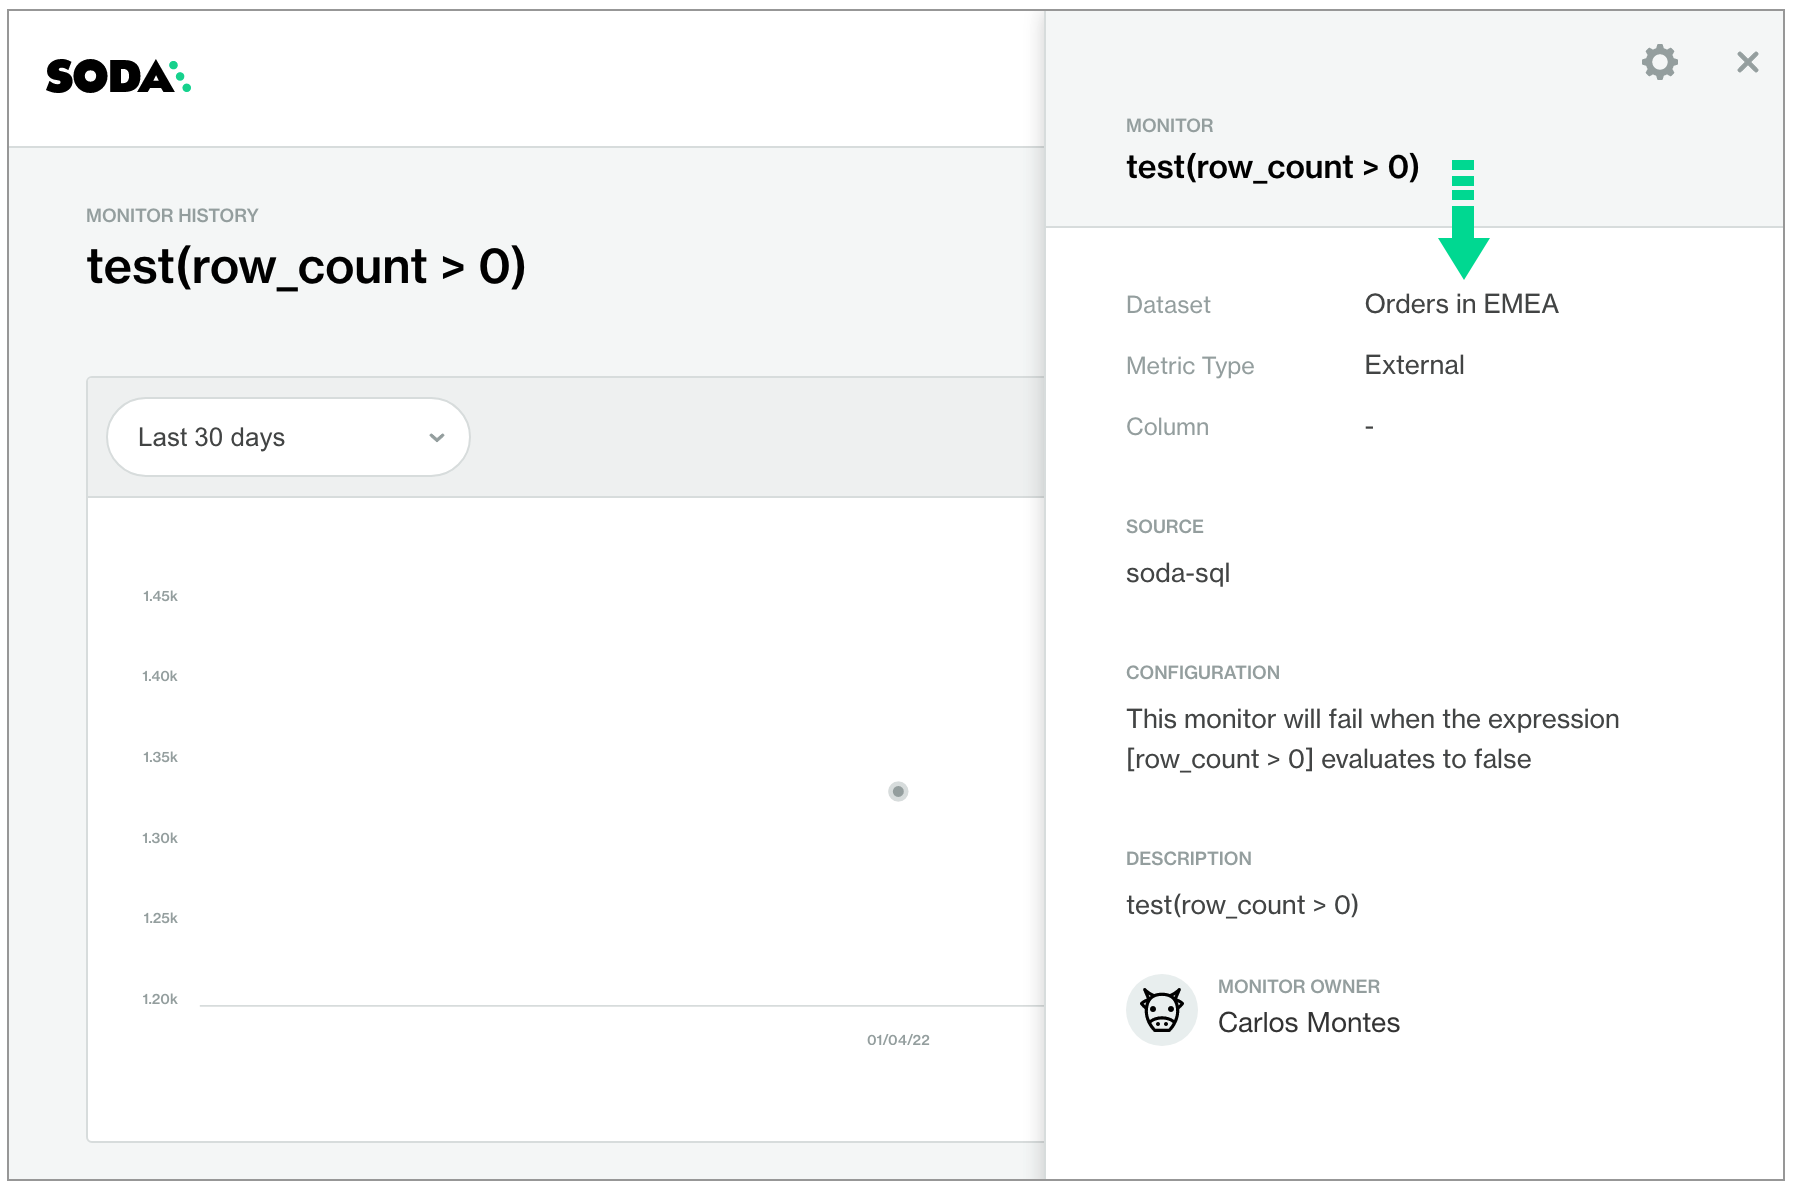 SODA
MONITOR HISTORY
test(row_count > 0)
Last 30 days
1.45k
1.40k
1.35k
1.30k
1.25k
1.20k
01/04/22
MONITOR
test(row_count > 0)
Dataset Orders in EMEA
Metric Type External
Column -
SOURCE
soda-sql
CONFIGURATION
This monitor will fail when the expression
[row_count > 0] evaluates to false
DESCRIPTION
test(row_count > 0)
MONITOR OWNER
Carlos Montes